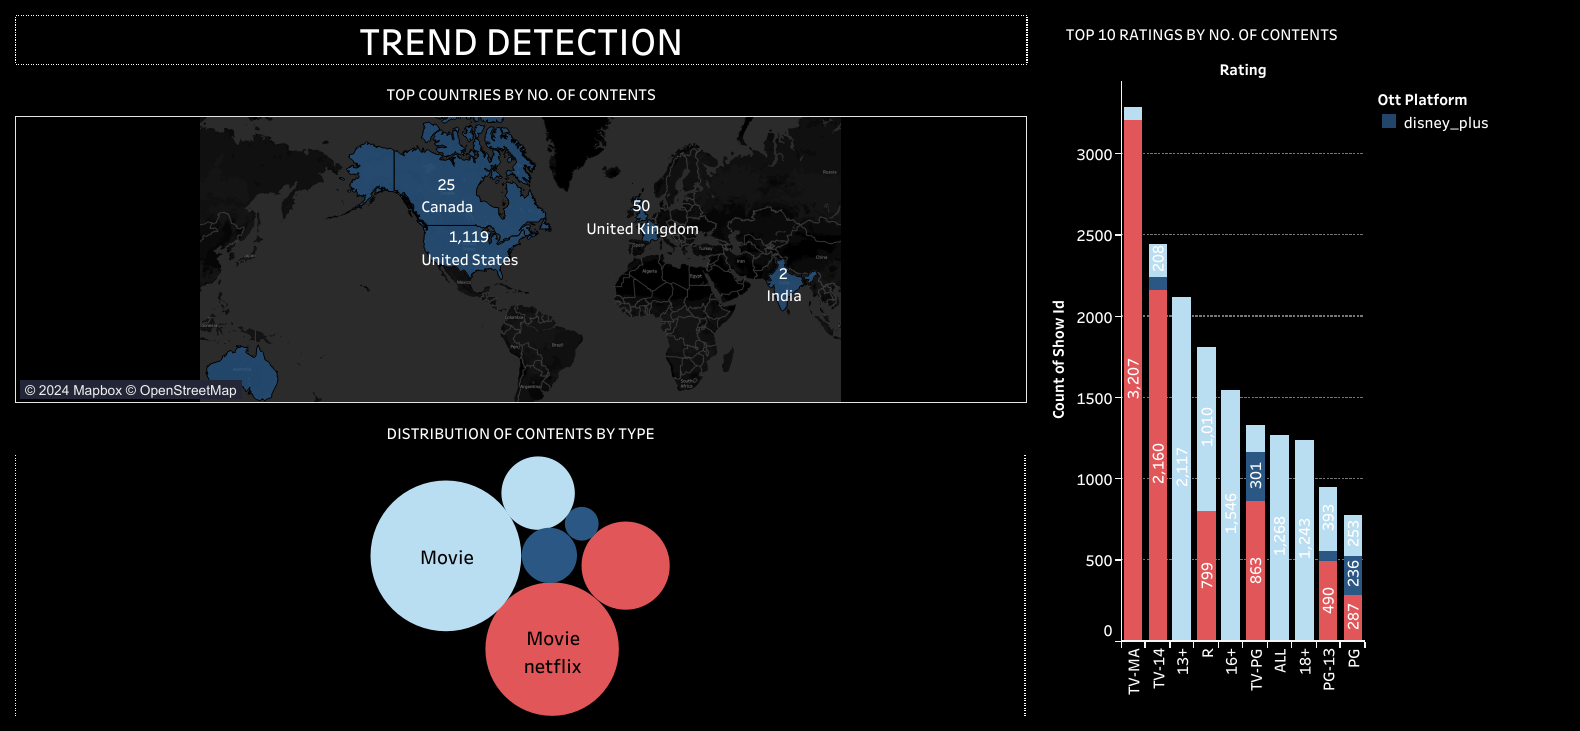 TREND DETECTION
TOP COUNTRIES BY NO. OF CONTENTS
25
Canada
1,119
United States
50
United Kingdom
2
India
© 2024 Mapbox © OpenStreetMap
DISTRIBUTION OF CONTENTS BY TYPE
Movie
Movie
netflix
TOP 10 RATINGS BY NO. OF CONTENTS
Rating
Ott Platform
disney_plus
Count of Show Id
3000
2500
2000
1500
1000
500
0
3,207
208
2,160
2,117
1,010
799
1,546
301
863
1,268
1,243
393
490
253
236
287
TV-MA
TV-14
13+
R
16+
TV-PG
ALL
18+
PG-13
PG